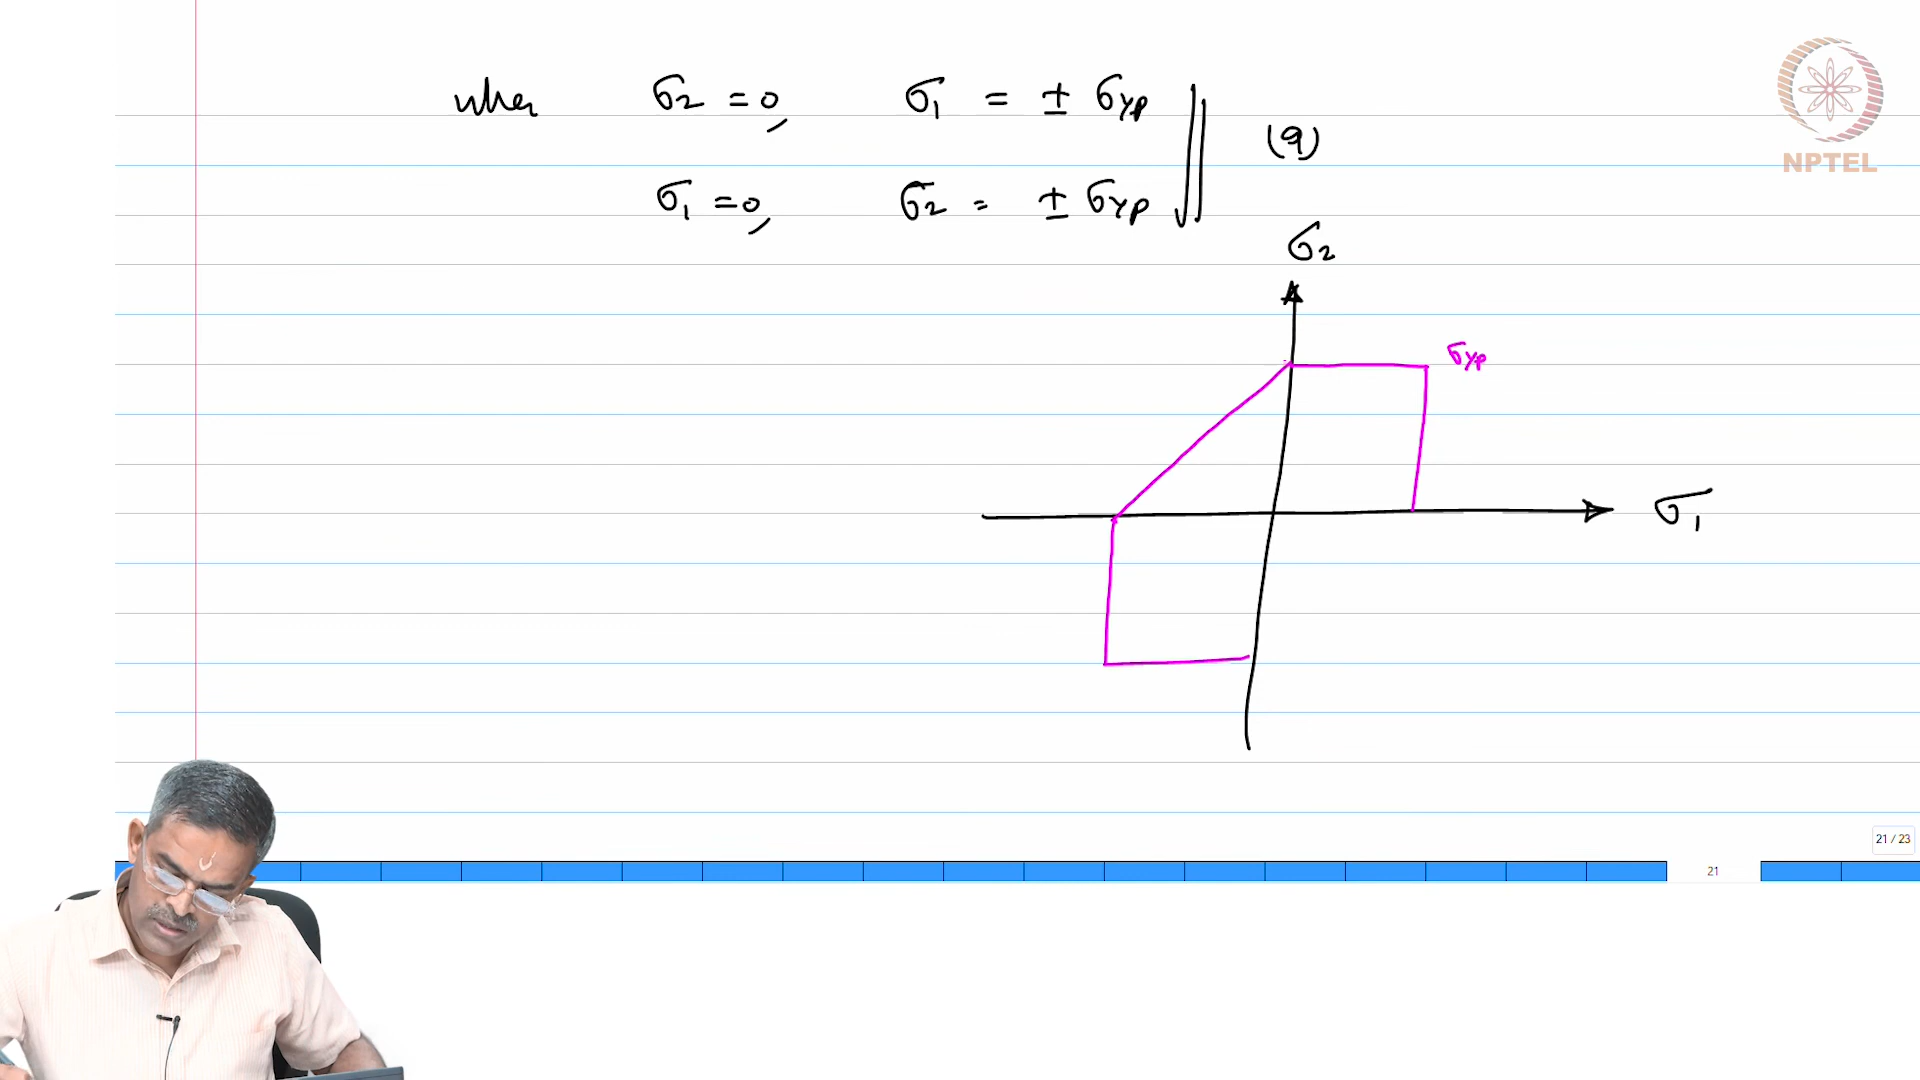 when σ2 = 0, σ1 = ± σyp
(9)
σ1 = 0, σ2 = ± σyp
σ2
σyp
σ1
NPTEL
21 / 23
21